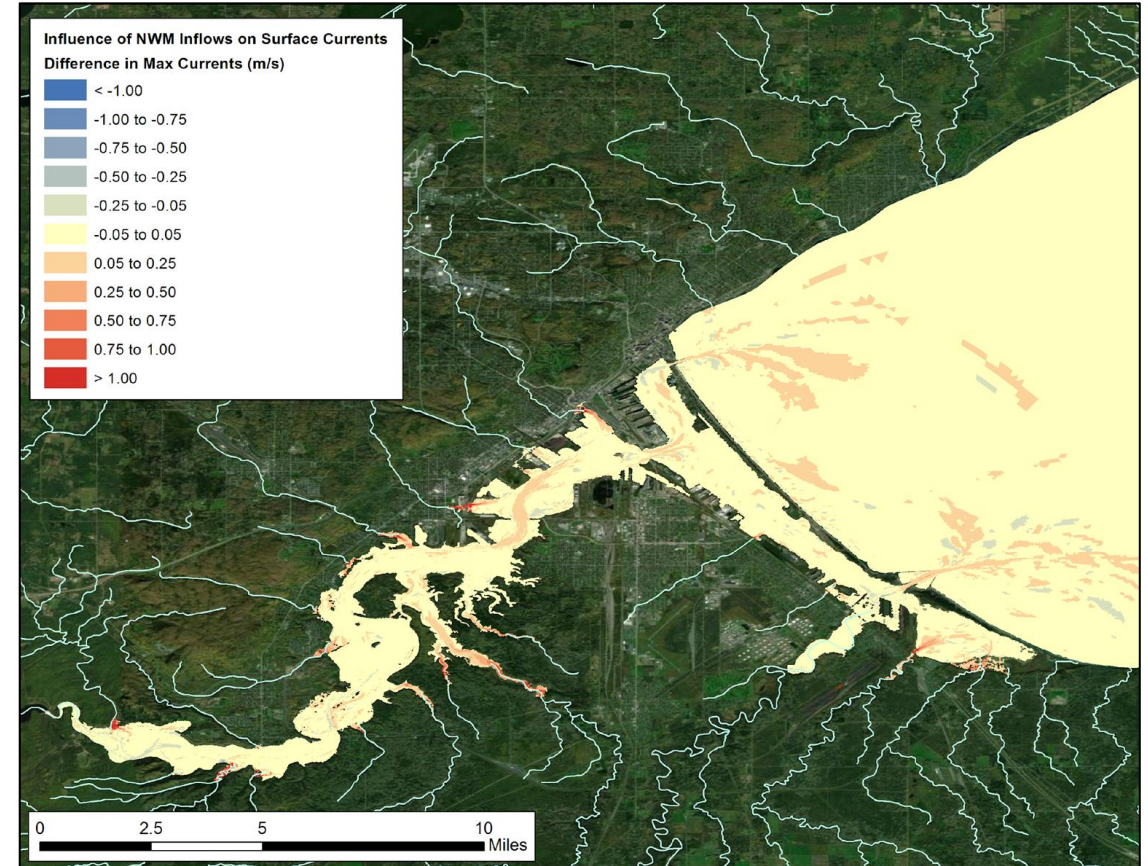 Influence of NWM Inflows on Surface Currents
Difference in Max Currents (m/s)
< -1.00
-1.00 to -0.75
-0.75 to -0.50
-0.50 to -0.25
-0.25 to -0.05
-0.05 to 0.05
0.05 to 0.25
0.25 to 0.50
0.50 to 0.75
0.75 to 1.00
> 1.00
0 2.5 5 10
Miles